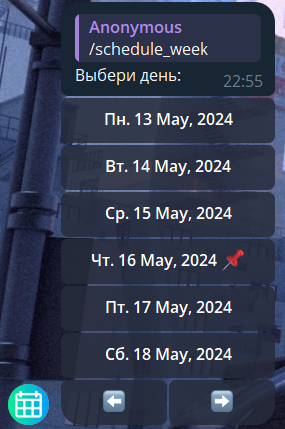 Anonymous
/schedule_week
Выбери день:
22:55
Пн. 13 May, 2024
Вт. 14 May, 2024
Ср. 15 May, 2024
Чт. 16 May, 2024 📌
Пт. 17 May, 2024
Сб. 18 May, 2024
⬅️ ➡️